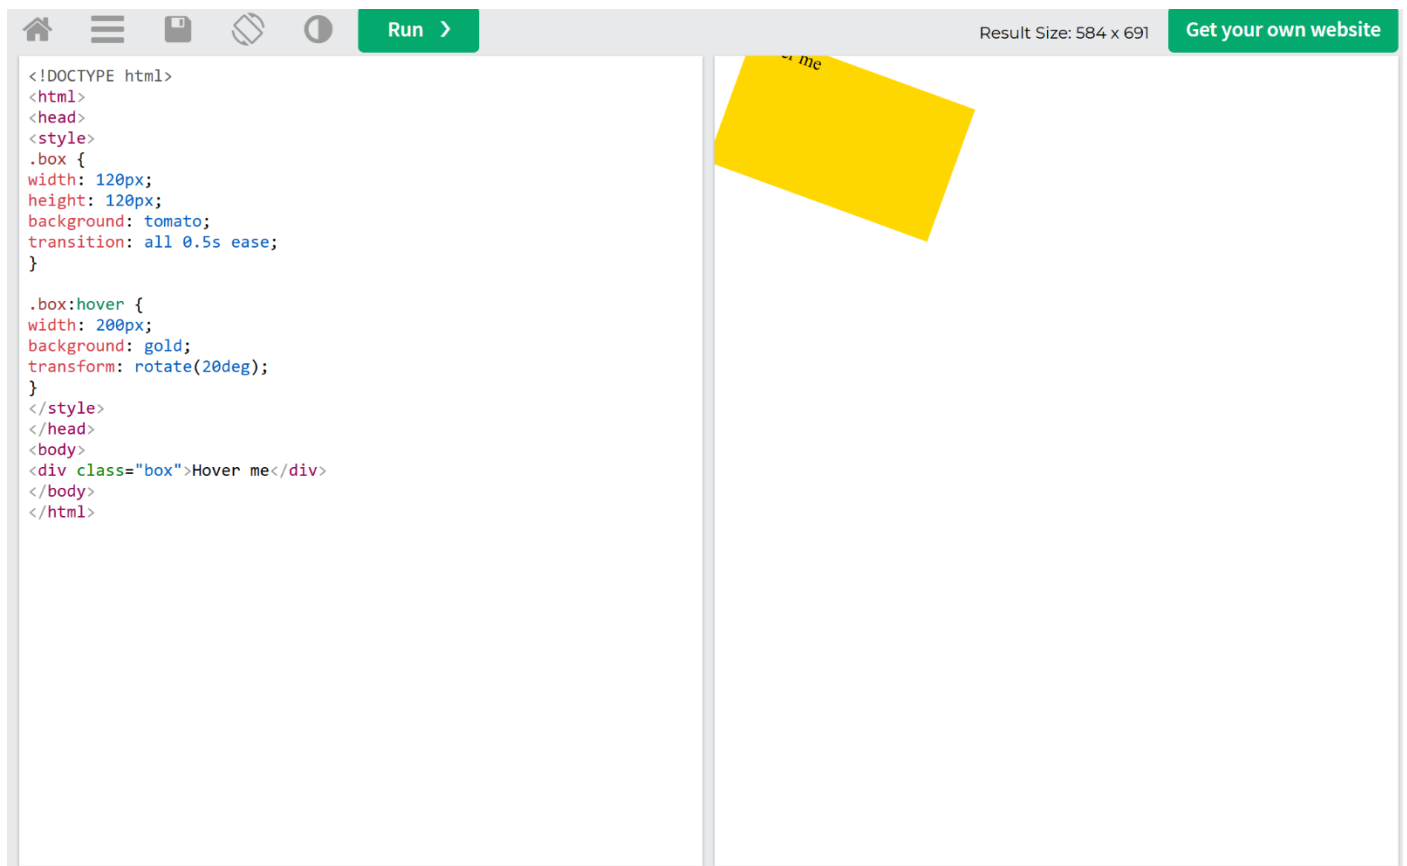 Run ❯
Result Size: 584 x 691
Get your own website
<!DOCTYPE html>
<html>
<head>
<style>
.box {
width: 120px;
height: 120px;
background: tomato;
transition: all 0.5s ease;
}

.box:hover {
width: 200px;
background: gold;
transform: rotate(20deg);
}
</style>
</head>
<body>
<div class="box">Hover me</div>
</body>
</html>
me